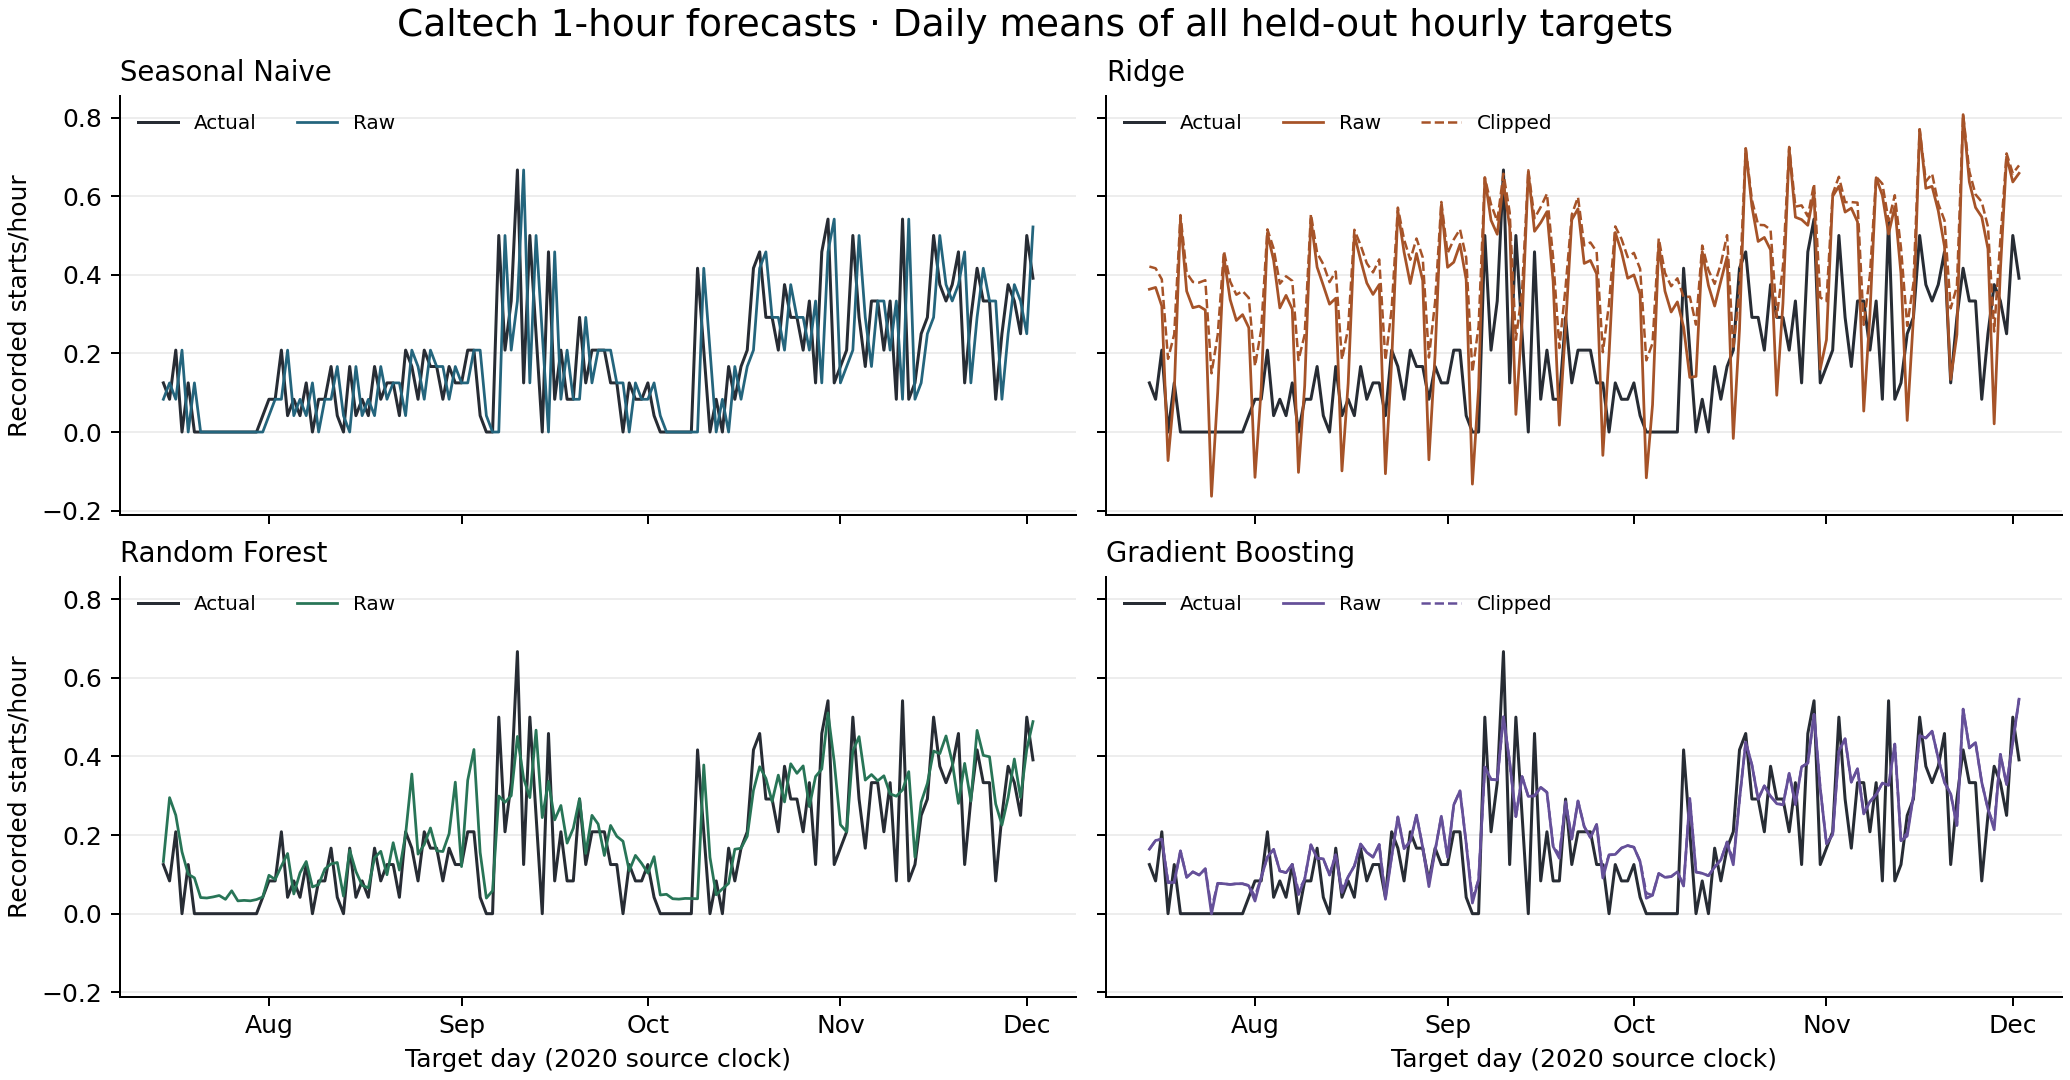 Caltech 1-hour forecasts · Daily means of all held-out hourly targets
Seasonal Naive
Actual Raw
Recorded starts/hour
0.8
0.6
0.4
0.2
0.0
−0.2
Ridge
Actual Raw Clipped
Random Forest
Actual Raw
Recorded starts/hour
0.8
0.6
0.4
0.2
0.0
−0.2
Aug Sep Oct Nov Dec
Target day (2020 source clock)
Gradient Boosting
Actual Raw Clipped
Aug Sep Oct Nov Dec
Target day (2020 source clock)